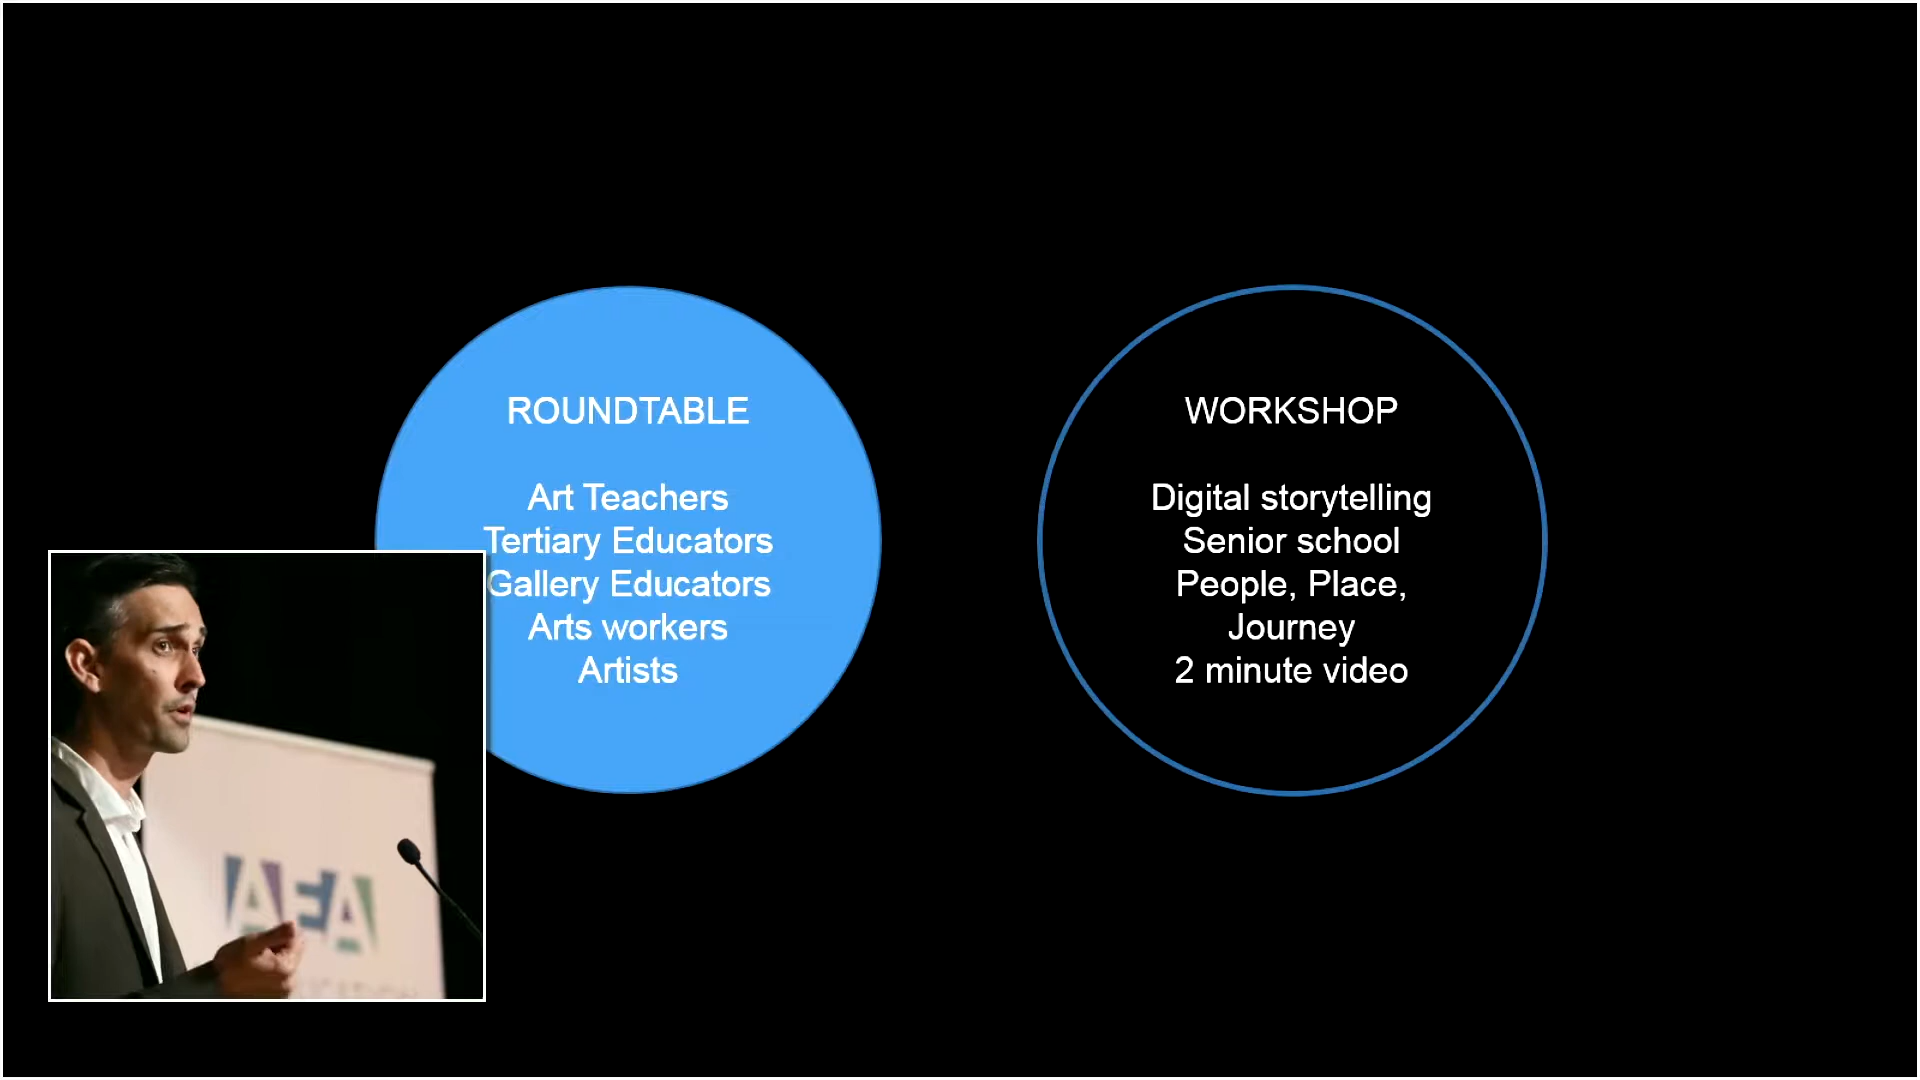 ROUNDTABLE
Art Teachers
Tertiary Educators
Gallery Educators
Arts workers
Artists
WORKSHOP
Digital storytelling
Senior school
People, Place,
Journey
2 minute video
AEA